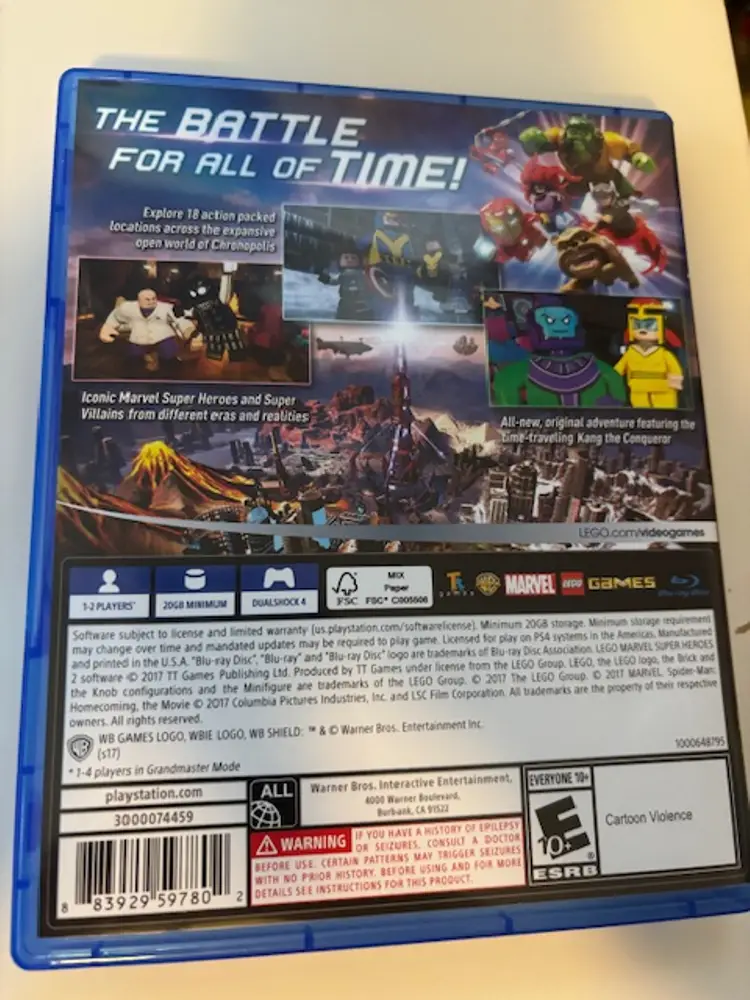 THE BATTLE
FOR ALL OF TIME!
Explore 18 action packed
locations across the expansive
open world of Chronopolis
Iconic Marvel Super Heroes and Super
Villains from different eras and realities
All-new, original adventure featuring the
time-traveling Kang the Conqueror
LEGO.com/videogames
1-2 PLAYERS*
20GB MINIMUM
DUALSHOCK 4
FSC
MIX
Paper
FSC® C005506
Tt games
WB
MARVEL
LEGO
GAMES
Blu-ray Disc
Software subject to license and limited warranty (us.playstation.com/softwarelicense). Minimum 20GB storage. Minimum storage requirement
may change over time and mandated updates may be required to play game. Licensed for play on PS4 systems in the Americas. Manufactured
and printed in the U.S.A. "Blu-ray Disc", "Blu-ray" and "Blu-ray Disc" logo are trademarks of Blu-ray Disc Association. LEGO MARVEL SUPER HEROES
2 software © 2017 TT Games Publishing Ltd. Produced by TT Games under license from the LEGO Group. LEGO, the LEGO logo, the Brick and
the Knob configurations and the Minifigure are trademarks of the LEGO Group. © 2017 The LEGO Group. © 2017 MARVEL. Spider-Man:
Homecoming, the Movie © 2017 Columbia Pictures Industries, Inc. and LSC Film Corporation. All trademarks are the property of their respective
owners. All rights reserved.
WB GAMES LOGO, WBIE LOGO, WB SHIELD: ™ & © Warner Bros. Entertainment Inc.
(s17)
1000648795
*1-4 players in Grandmaster Mode
playstation.com
3000074459
ALL
Warner Bros. Interactive Entertainment,
4000 Warner Boulevard,
Burbank, CA 91522
WARNING
IF YOU HAVE A HISTORY OF EPILEPSY
OR SEIZURES, CONSULT A DOCTOR
BEFORE USE. CERTAIN PATTERNS MAY TRIGGER SEIZURES
WITH NO PRIOR HISTORY. BEFORE USING AND FOR MORE
DETAILS SEE INSTRUCTIONS FOR THIS PRODUCT.
EVERYONE 10+
E
10+
®
ESRB
Cartoon Violence
8 83929 59780 2